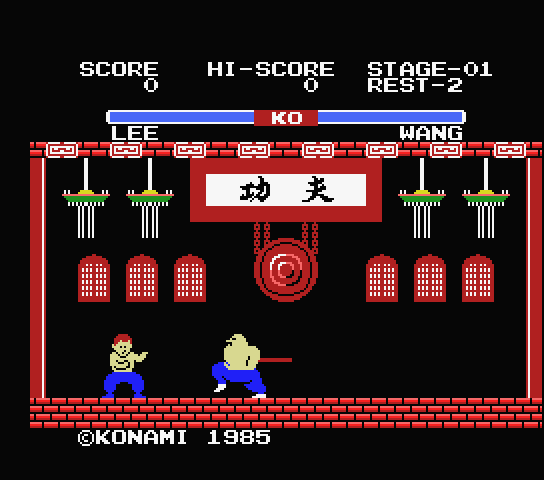 SCORE HI-SCORE STAGE-01
0 0 REST-2
KO
LEE WANG
功夫
©KONAMI 1985